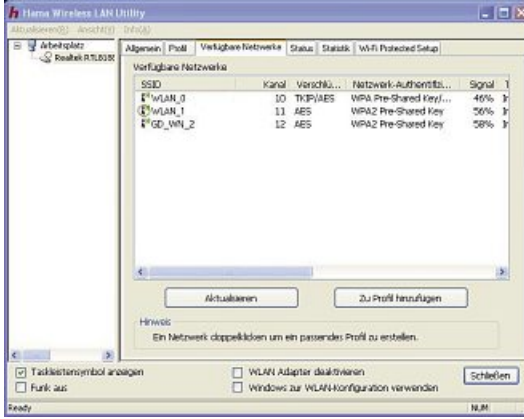 Hama Wireless LAN Utility
Aktualisieren(R) Ansicht(V) Info(A)
Arbeitsplatz
Realtek RTL8187
Allgemein Profil Verfügbare Netzwerke Status Statistik Wi-Fi Protected Setup
Verfügbare Netzwerke
SSID Kanal Verschlü... Netzwerk-Authentifizi... Signal
WLAN_0 10 TKIP/AES WPA Pre-Shared Key/... 46%
WLAN_1 11 AES WPA2 Pre-Shared Key 56%
GD_WN_2 12 AES WPA2 Pre-Shared Key 58%
Aktualisieren Zu Profil hinzufügen
Hinweis
Ein Netzwerk doppelklicken um ein passendes Profil zu erstellen.
Taskleistensymbol anzeigen WLAN Adapter deaktivieren Schließen
Funk aus Windows zur WLAN-Konfiguration verwenden
Ready NUM